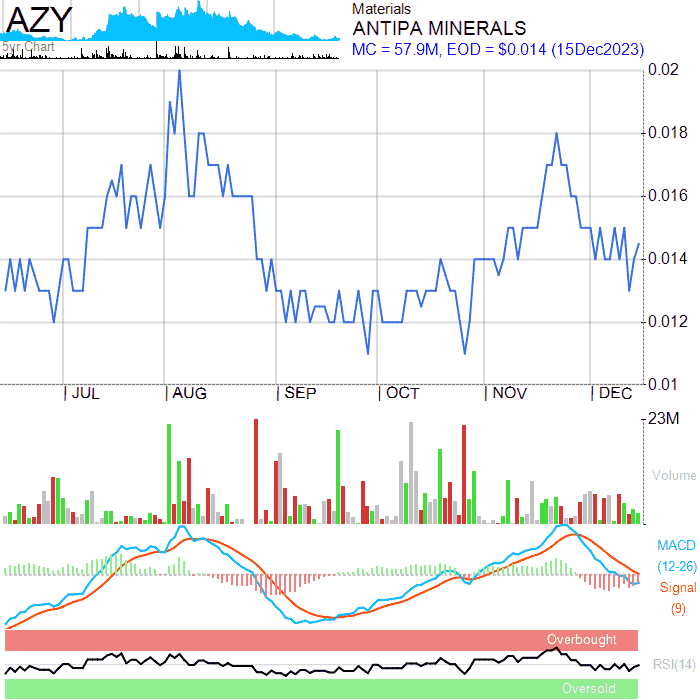 AZY
5yr Chart
Materials
ANTIPA MINERALS
MC = 57.9M, EOD = $0.014 (15Dec2023)
0.02
0.018
0.016
0.014
0.012
0.01
JUL
AUG
SEP
OCT
NOV
DEC
23M
Volume
MACD
(12-26)
Signal
(9)
Overbought
RSI(14)
Oversold